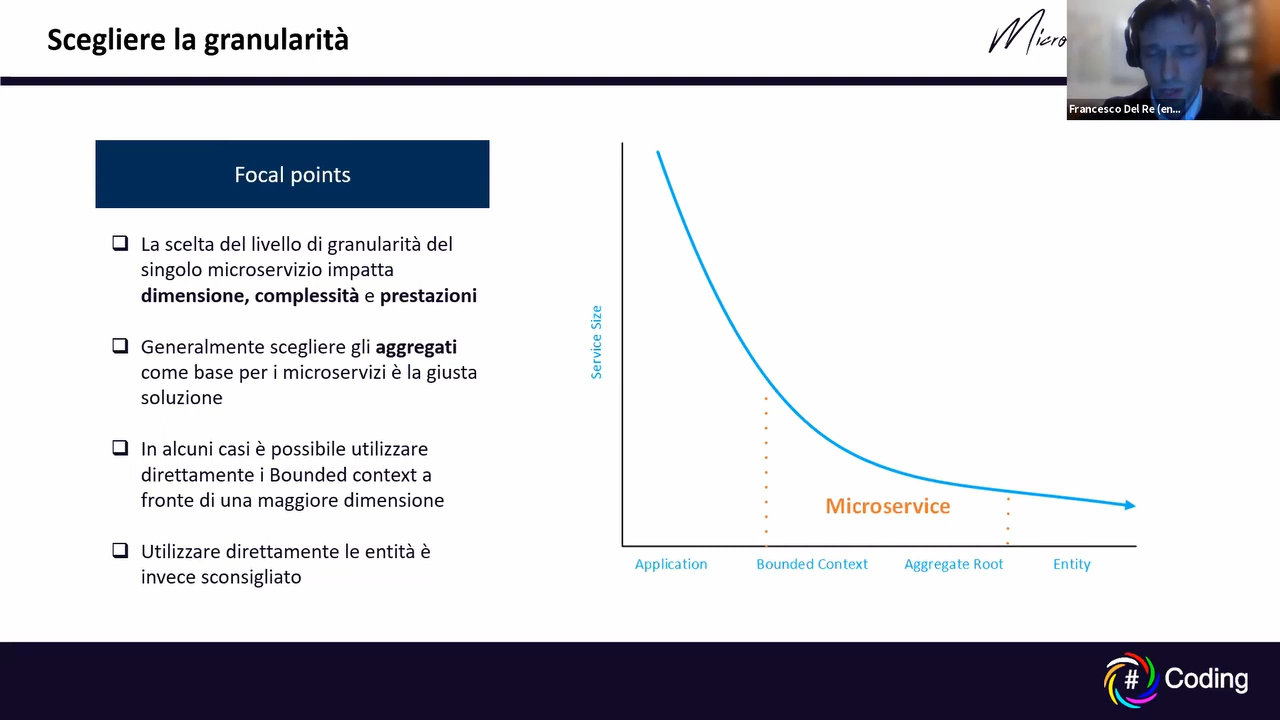 Scegliere la granularità
Micro
Francesco Del Re (en...
Focal points
La scelta del livello di granularità del
singolo microservizio impatta
dimensione, complessità e prestazioni
Generalmente scegliere gli aggregati
come base per i microservizi è la giusta
soluzione
In alcuni casi è possibile utilizzare
direttamente i Bounded context a
fronte di una maggiore dimensione
Utilizzare direttamente le entità è
invece sconsigliato
Service Size
Microservice
Application
Bounded Context
Aggregate Root
Entity
# Coding